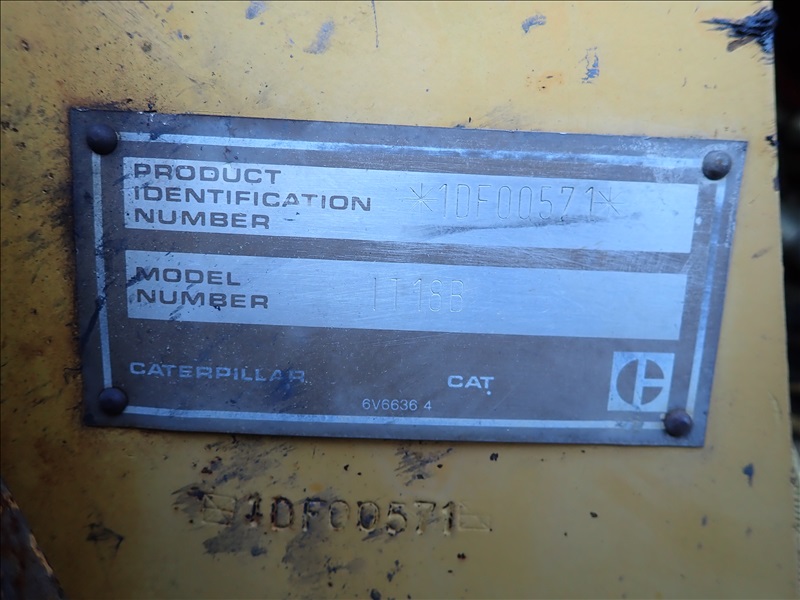 PRODUCT
IDENTIFICATION
NUMBER
*1DF00571*
MODEL
NUMBER
IT18B
CATERPILLAR
CAT
6V6636 4
1DF00571